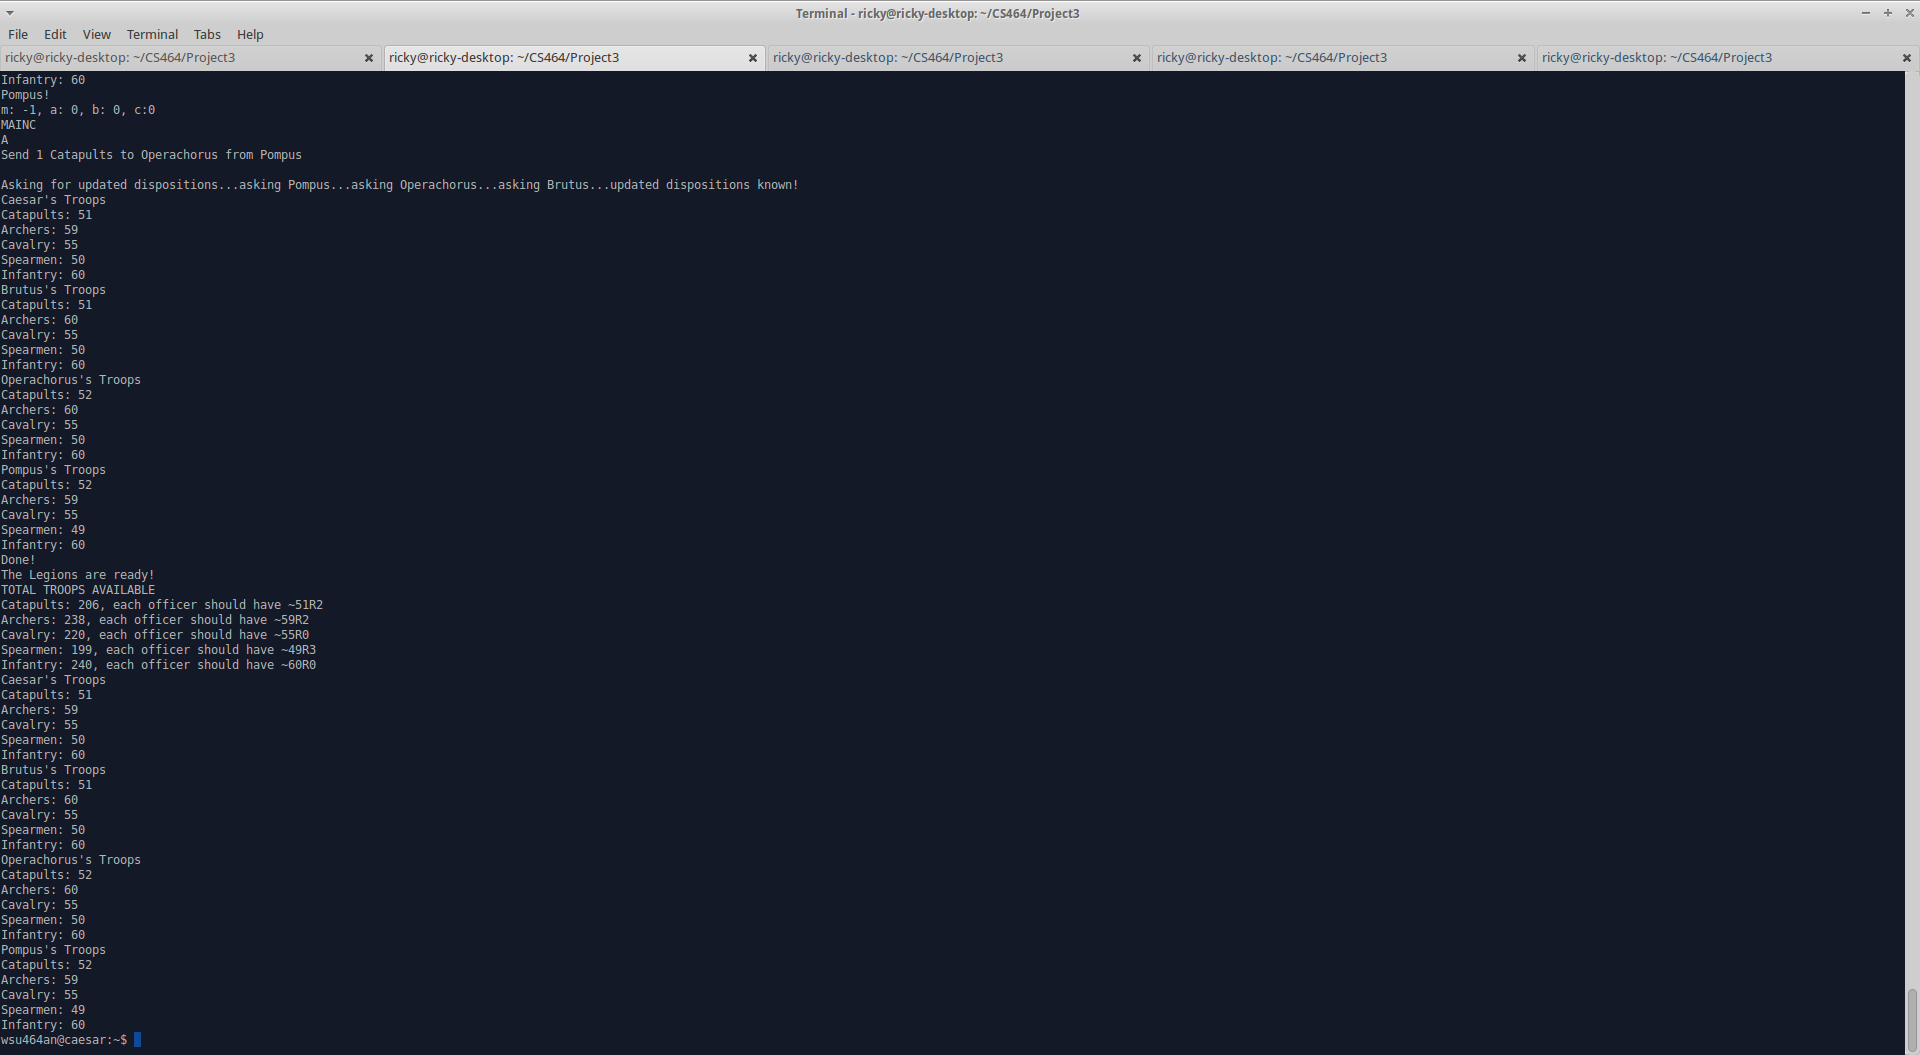 Terminal - ricky@ricky-desktop: ~/CS464/Project3
File Edit View Terminal Tabs Help
ricky@ricky-desktop: ~/CS464/Project3 ricky@ricky-desktop: ~/CS464/Project3 ricky@ricky-desktop: ~/CS464/Project3 ricky@ricky-desktop: ~/CS464/Project3 ricky@ricky-desktop: ~/CS464/Project3
Infantry: 60
Pompus!
m: -1, a: 0, b: 0, c:0
MAINC
A
Send 1 Catapults to Operachorus from Pompus
Asking for updated dispositions...asking Pompus...asking Operachorus...asking Brutus...updated dispositions known!
Caesar's Troops
Catapults: 51
Archers: 59
Cavalry: 55
Spearmen: 50
Infantry: 60
Brutus's Troops
Catapults: 51
Archers: 60
Cavalry: 55
Spearmen: 50
Infantry: 60
Operachorus's Troops
Catapults: 52
Archers: 60
Cavalry: 55
Spearmen: 50
Infantry: 60
Pompus's Troops
Catapults: 52
Archers: 59
Cavalry: 55
Spearmen: 49
Infantry: 60
Done!
The Legions are ready!
TOTAL TROOPS AVAILABLE
Catapults: 206, each officer should have ~51R2
Archers: 238, each officer should have ~59R2
Cavalry: 220, each officer should have ~55R0
Spearmen: 199, each officer should have ~49R3
Infantry: 240, each officer should have ~60R0
Caesar's Troops
Catapults: 51
Archers: 59
Cavalry: 55
Spearmen: 50
Infantry: 60
Brutus's Troops
Catapults: 51
Archers: 60
Cavalry: 55
Spearmen: 50
Infantry: 60
Operachorus's Troops
Catapults: 52
Archers: 60
Cavalry: 55
Spearmen: 50
Infantry: 60
Pompus's Troops
Catapults: 52
Archers: 59
Cavalry: 55
Spearmen: 49
Infantry: 60
wsu464an@caesar:~$